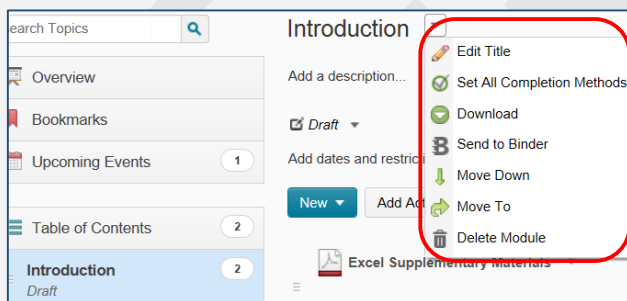 earch Topics
Overview
Bookmarks
Upcoming Events 1
Table of Contents 2
Introduction 2
Draft
Introduction
Add a description...
Draft
Add dates and restricti
New Add Act
Excel Supplementary Materials
Edit Title
Set All Completion Methods
Download
B Send to Binder
Move Down
Move To
Delete Module